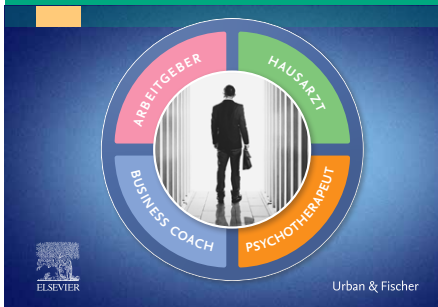 ARBEITGEBER
HAUSARZT
BUSINESS COACH
PSYCHOTHERAPEUT
ELSEVIER
Urban & Fischer